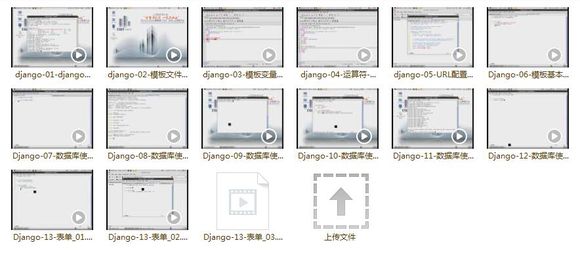 django-01-django...
django-02-模板文件...
django-03-模板变量...
django-04-运算符-...
django-05-URL配置...
Django-06-模板基本...
Django-07-数据库使...
Django-08-数据库使...
Django-09-数据库使...
Django-10-数据库使...
Django-11-数据库使...
Django-12-数据库使...
Django-13-表单_01....
Django-13-表单_02....
Django-13-表单_03....
上传文件